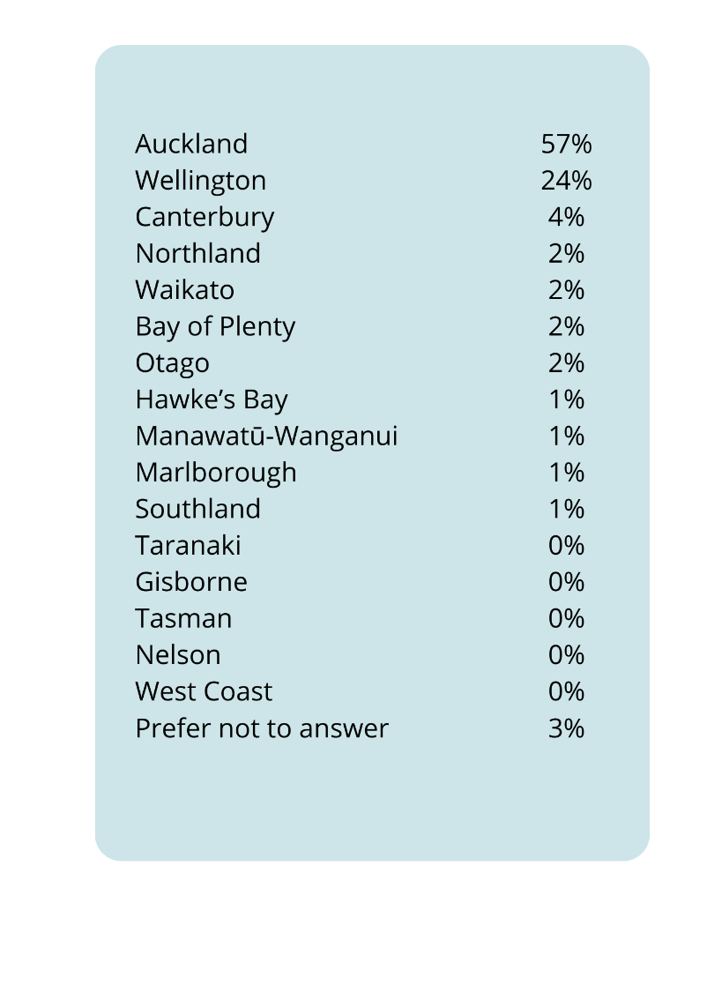 Auckland 57%
Wellington 24%
Canterbury 4%
Northland 2%
Waikato 2%
Bay of Plenty 2%
Otago 2%
Hawke’s Bay 1%
Manawatū-Wanganui 1%
Marlborough 1%
Southland 1%
Taranaki 0%
Gisborne 0%
Tasman 0%
Nelson 0%
West Coast 0%
Prefer not to answer 3%